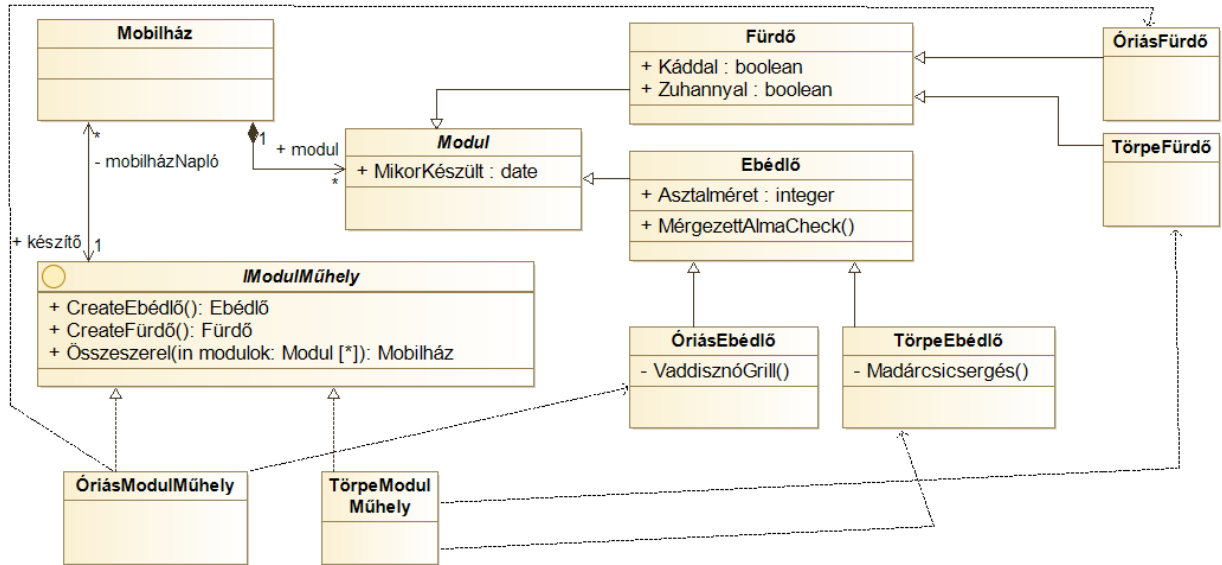 Mobilház
* 
- mobilházNapló
+ készítő
1
1
+ modul
*
Modul
+ MikorKészült : date
Fürdő
+ Káddal : boolean
+ Zuhannyal : boolean
ÓriásFürdő
TörpeFürdő
Ebédlő
+ Asztalméret : integer
+ MérgezettAlmaCheck()
IModulMűhely
+ CreateEbédlő(): Ebédlő
+ CreateFürdő(): Fürdő
+ Összeszerel(in modulok: Modul [*]): Mobilház
ÓriásEbédlő
- VaddisznóGrill()
TörpeEbédlő
- Madárcsicsergés()
ÓriásModulMűhely
TörpeModul
Műhely